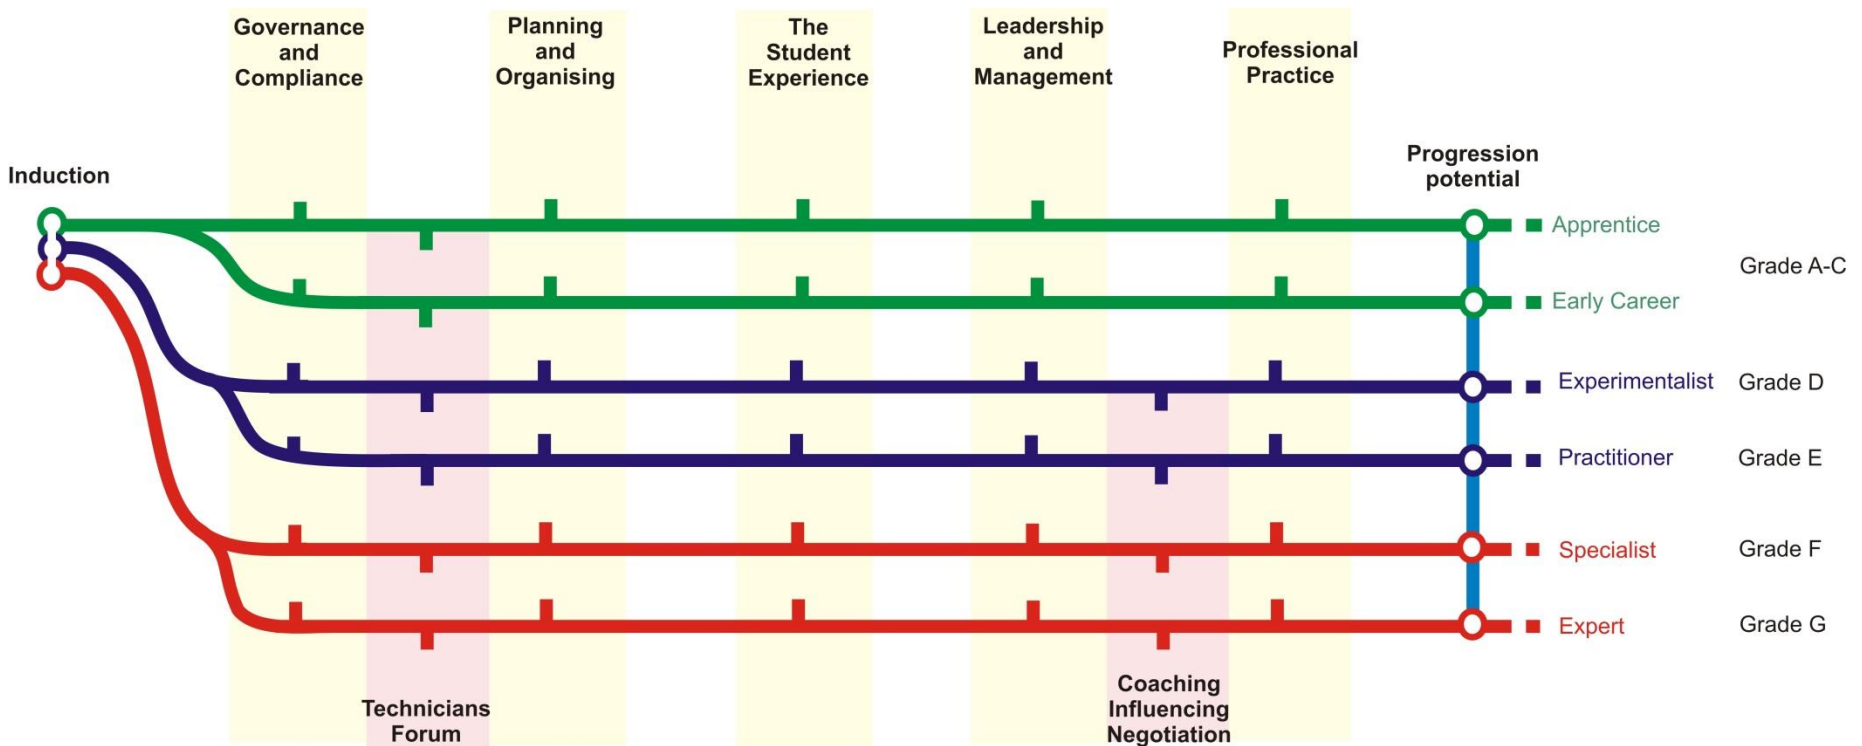 Governance
and
Compliance
Planning
and
Organising
The
Student
Experience
Leadership
and
Management
Professional
Practice
Induction
Progression
potential
Apprentice
Grade A-C
Early Career
Experimentalist
Grade D
Practitioner
Grade E
Specialist
Grade F
Expert
Grade G
Technicians
Forum
Coaching
Influencing
Negotiation